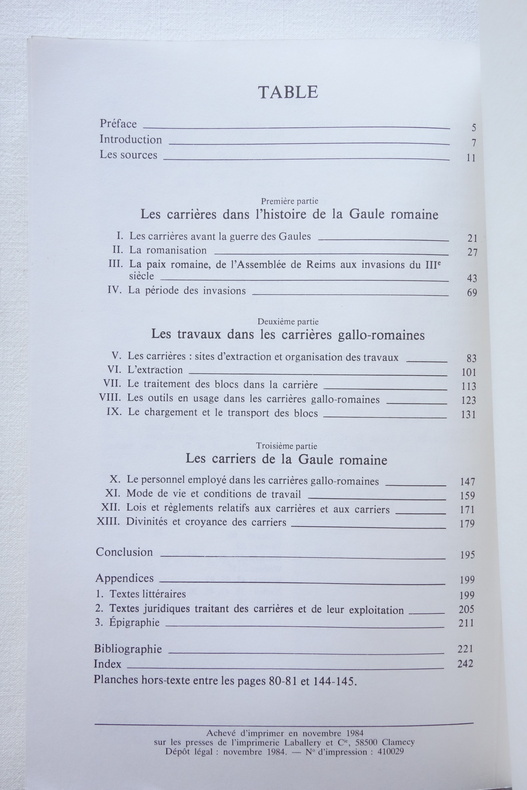 TABLE
Préface 5
Introduction 7
Les sources 11
Première partie
Les carrières dans l'histoire de la Gaule romaine
I. Les carrières avant la guerre des Gaules 21
II. La romanisation 27
III. La paix romaine, de l'Assemblée de Reims aux invasions du IIIe
siècle 43
IV. La période des invasions 69
Deuxième partie
Les travaux dans les carrières gallo-romaines
V. Les carrières : sites d'extraction et organisation des travaux 83
VI. L'extraction 101
VII. Le traitement des blocs dans la carrière 113
VIII. Les outils en usage dans les carrières gallo-romaines 123
IX. Le chargement et le transport des blocs 131
Troisième partie
Les carriers de la Gaule romaine
X. Le personnel employé dans les carrières gallo-romaines 147
XI. Mode de vie et conditions de travail 159
XII. Lois et règlements relatifs aux carrières et aux carriers 171
XIII. Divinités et croyance des carriers 179
Conclusion 195
Appendices 199
1. Textes littéraires 199
2. Textes juridiques traitant des carrières et de leur exploitation 205
3. Épigraphie 211
Bibliographie 221
Index 242
Planches hors-texte entre les pages 80-81 et 144-145.
Achevé d'imprimer en novembre 1984
sur les presses de l'imprimerie Laballery et Cie, 58500 Clamecy
Dépôt légal : novembre 1984. — No d'impression : 410029